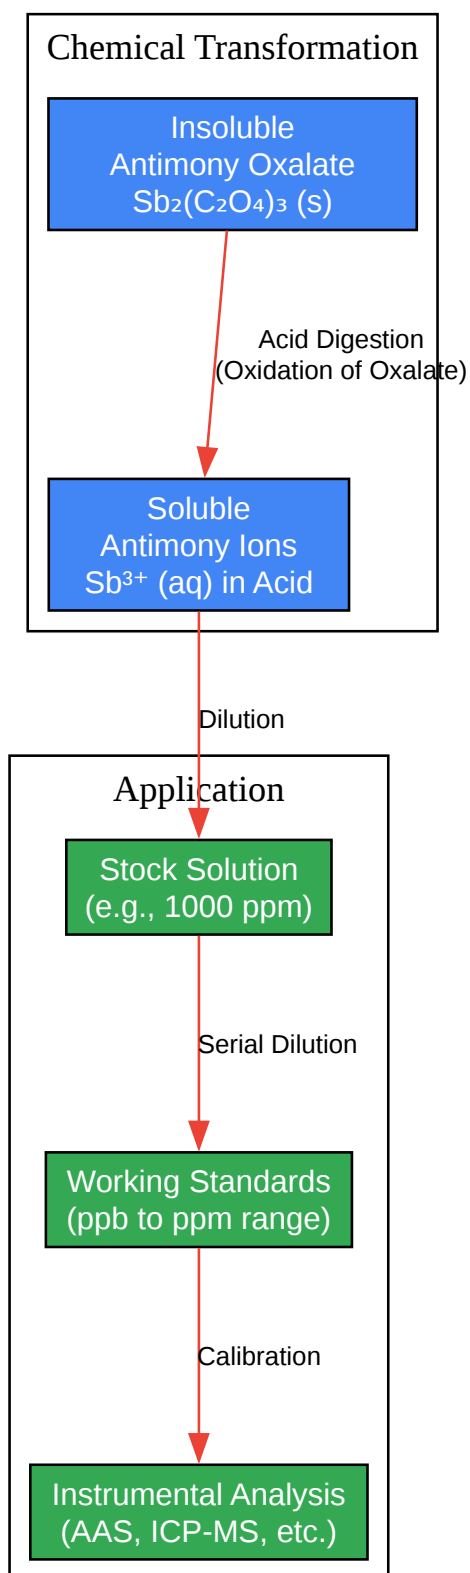 Chemical Transformation
Insoluble
Antimony Oxalate
Sb₂(C₂O₄)₃ (s)
Acid Digestion
(Oxidation of Oxalate)
Soluble
Antimony Ions
Sb³⁺ (aq) in Acid
Dilution
Application
Stock Solution
(e.g., 1000 ppm)
Serial Dilution
Working Standards
(ppb to ppm range)
Calibration
Instrumental Analysis
(AAS, ICP-MS, etc.)